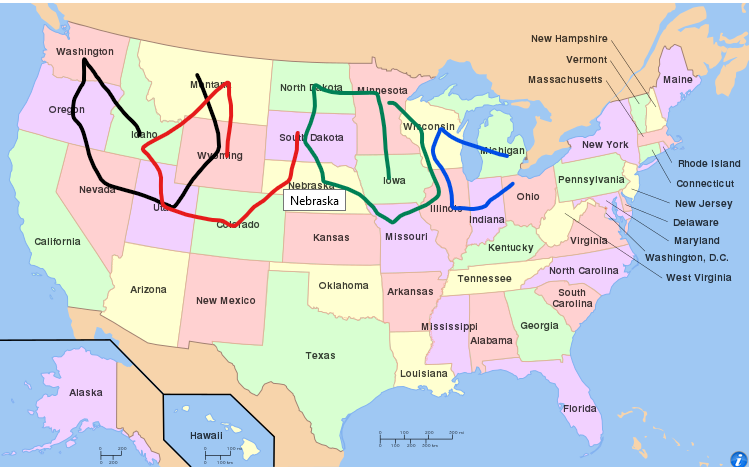 New Hampshire
Vermont
Massachusetts
Washington
Montana
North Dakota
Minnesota
Maine
Oregon
Idaho
Wyoming
South Dakota
Wisconsin
Michigan
New York
Rhode Island
Connecticut
New Jersey
Delaware
Maryland
Washington, D.C.
West Virginia
Nevada
Utah
Colorado
Nebraska
Nebraska
Iowa
Illinois
Indiana
Ohio
Pennsylvania
California
Kansas
Missouri
Kentucky
Virginia
Arizona
New Mexico
Oklahoma
Arkansas
Tennessee
North Carolina
South
Carolina
Texas
Louisiana
Mississippi
Alabama
Georgia
Florida
Alaska
Hawaii
i